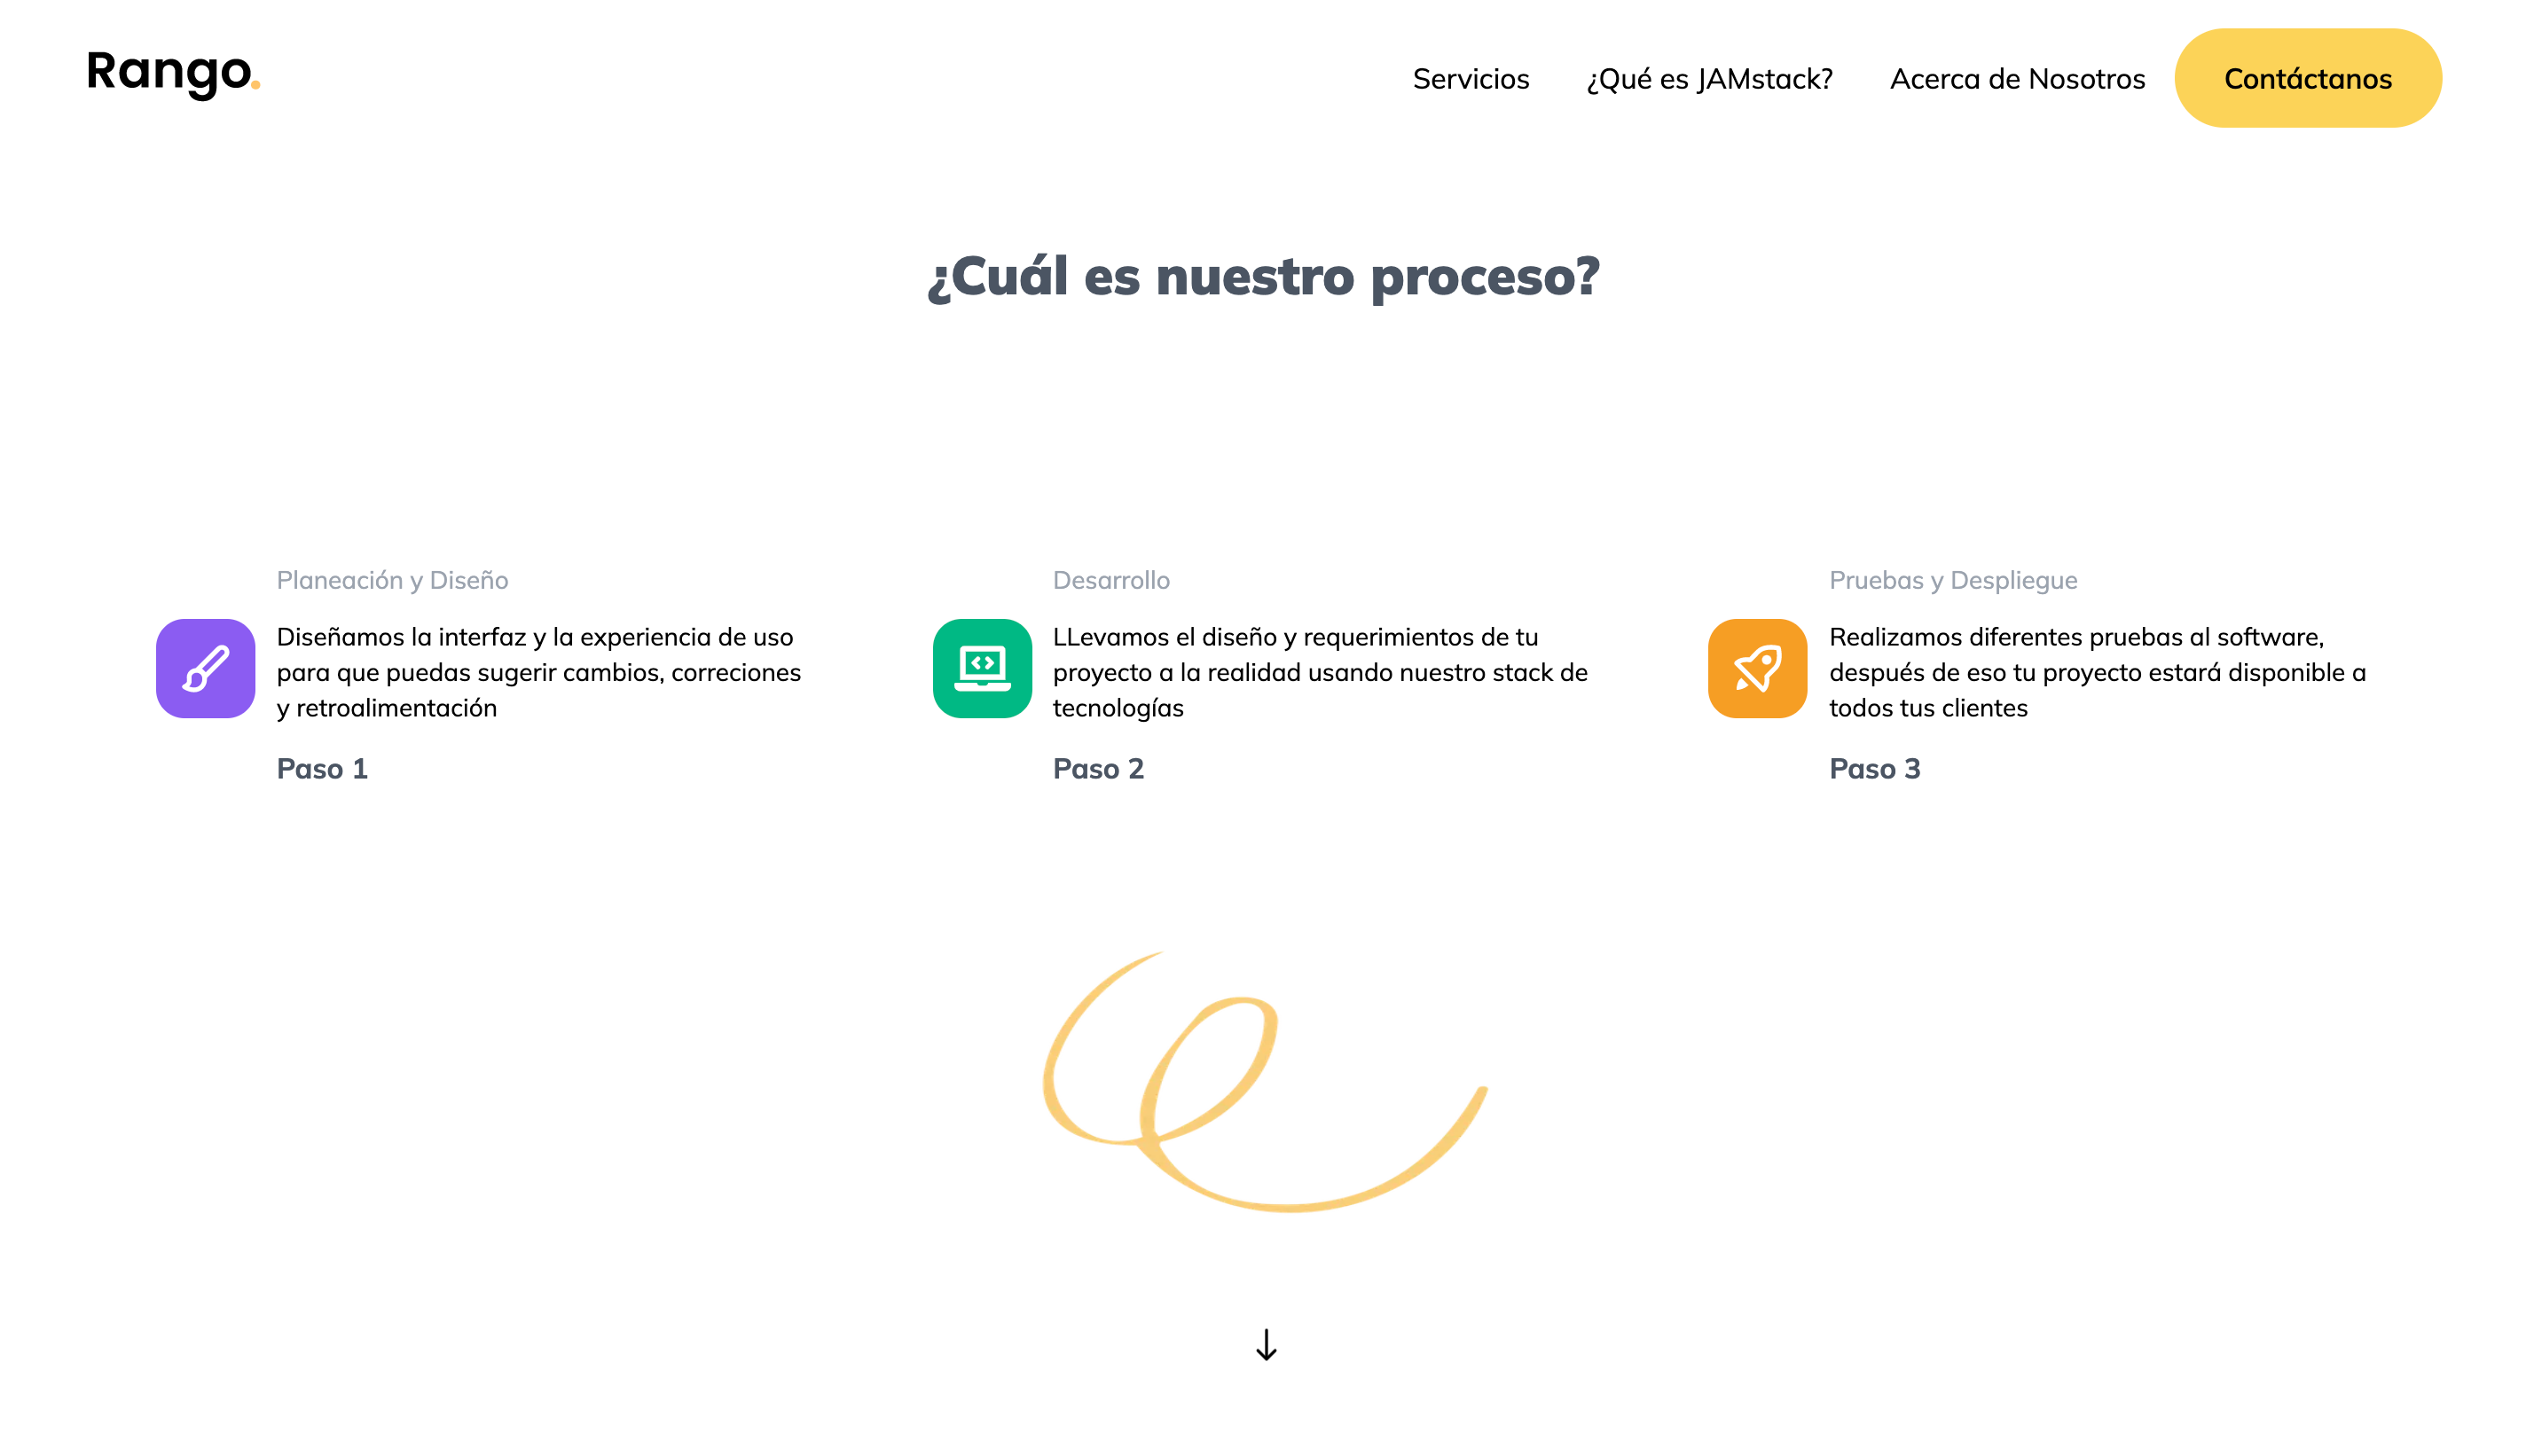 Rango.
Servicios
¿Qué es JAMstack?
Acerca de Nosotros
Contáctanos
¿Cuál es nuestro proceso?
Planeación y Diseño
Diseñamos la interfaz y la experiencia de uso
para que puedas sugerir cambios, correciones
y retroalimentación
Paso 1
Desarrollo
LLevamos el diseño y requerimientos de tu
proyecto a la realidad usando nuestro stack de
tecnologías
Paso 2
Pruebas y Despliegue
Realizamos diferentes pruebas al software,
después de eso tu proyecto estará disponible a
todos tus clientes
Paso 3